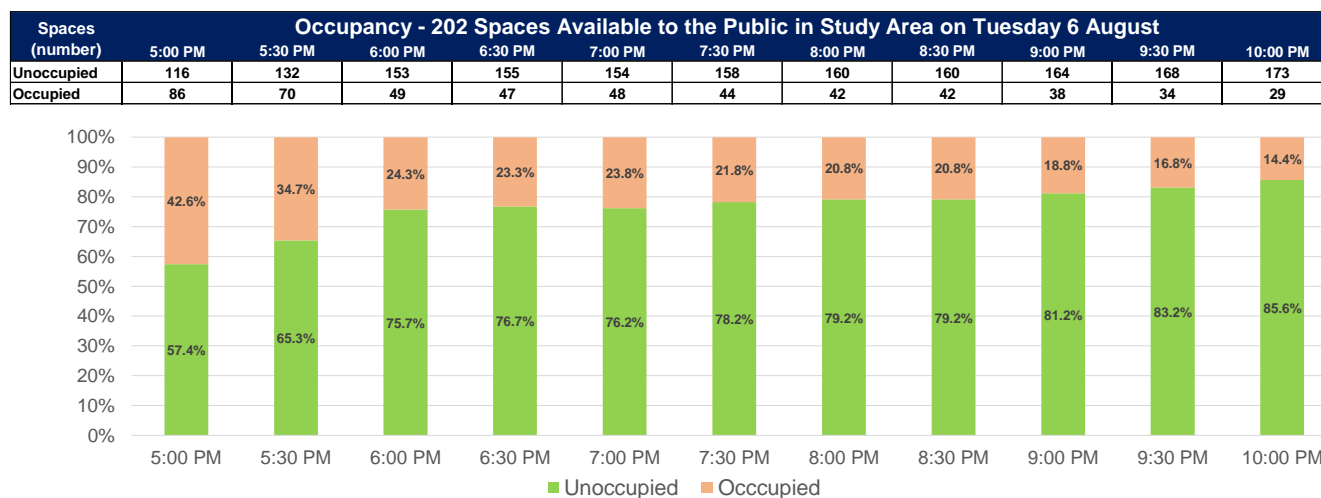 Spaces (number) Occupancy - 202 Spaces Available to the Public in Study Area on Tuesday 6 August
5:00 PM 5:30 PM 6:00 PM 6:30 PM 7:00 PM 7:30 PM 8:00 PM 8:30 PM 9:00 PM 9:30 PM 10:00 PM
Unoccupied 116 132 153 155 154 158 160 160 164 168 173
Occupied 86 70 49 47 48 44 42 42 38 34 29
100%
90%
80%
70%
60%
50%
40%
30%
20%
10%
0%
42.6% 34.7% 24.3% 23.3% 23.8% 21.8% 20.8% 20.8% 18.8% 16.8% 14.4%
57.4% 65.3% 75.7% 76.7% 76.2% 78.2% 79.2% 79.2% 81.2% 83.2% 85.6%
5:00 PM 5:30 PM 6:00 PM 6:30 PM 7:00 PM 7:30 PM 8:00 PM 8:30 PM 9:00 PM 9:30 PM 10:00 PM
Unoccupied Occcupied